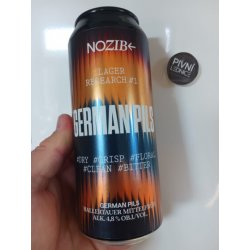 NOZIB
LAGER
RESEARCH #1
GERMAN PILS
#DRY #CRISP #FLORAL
#CLEAN #BITTER
GERMAN PILS
HALLERTAUER MITTELFRÜH
ALK. 4,8% OBJ./VOL.
PIVNÍ
LEDNICE